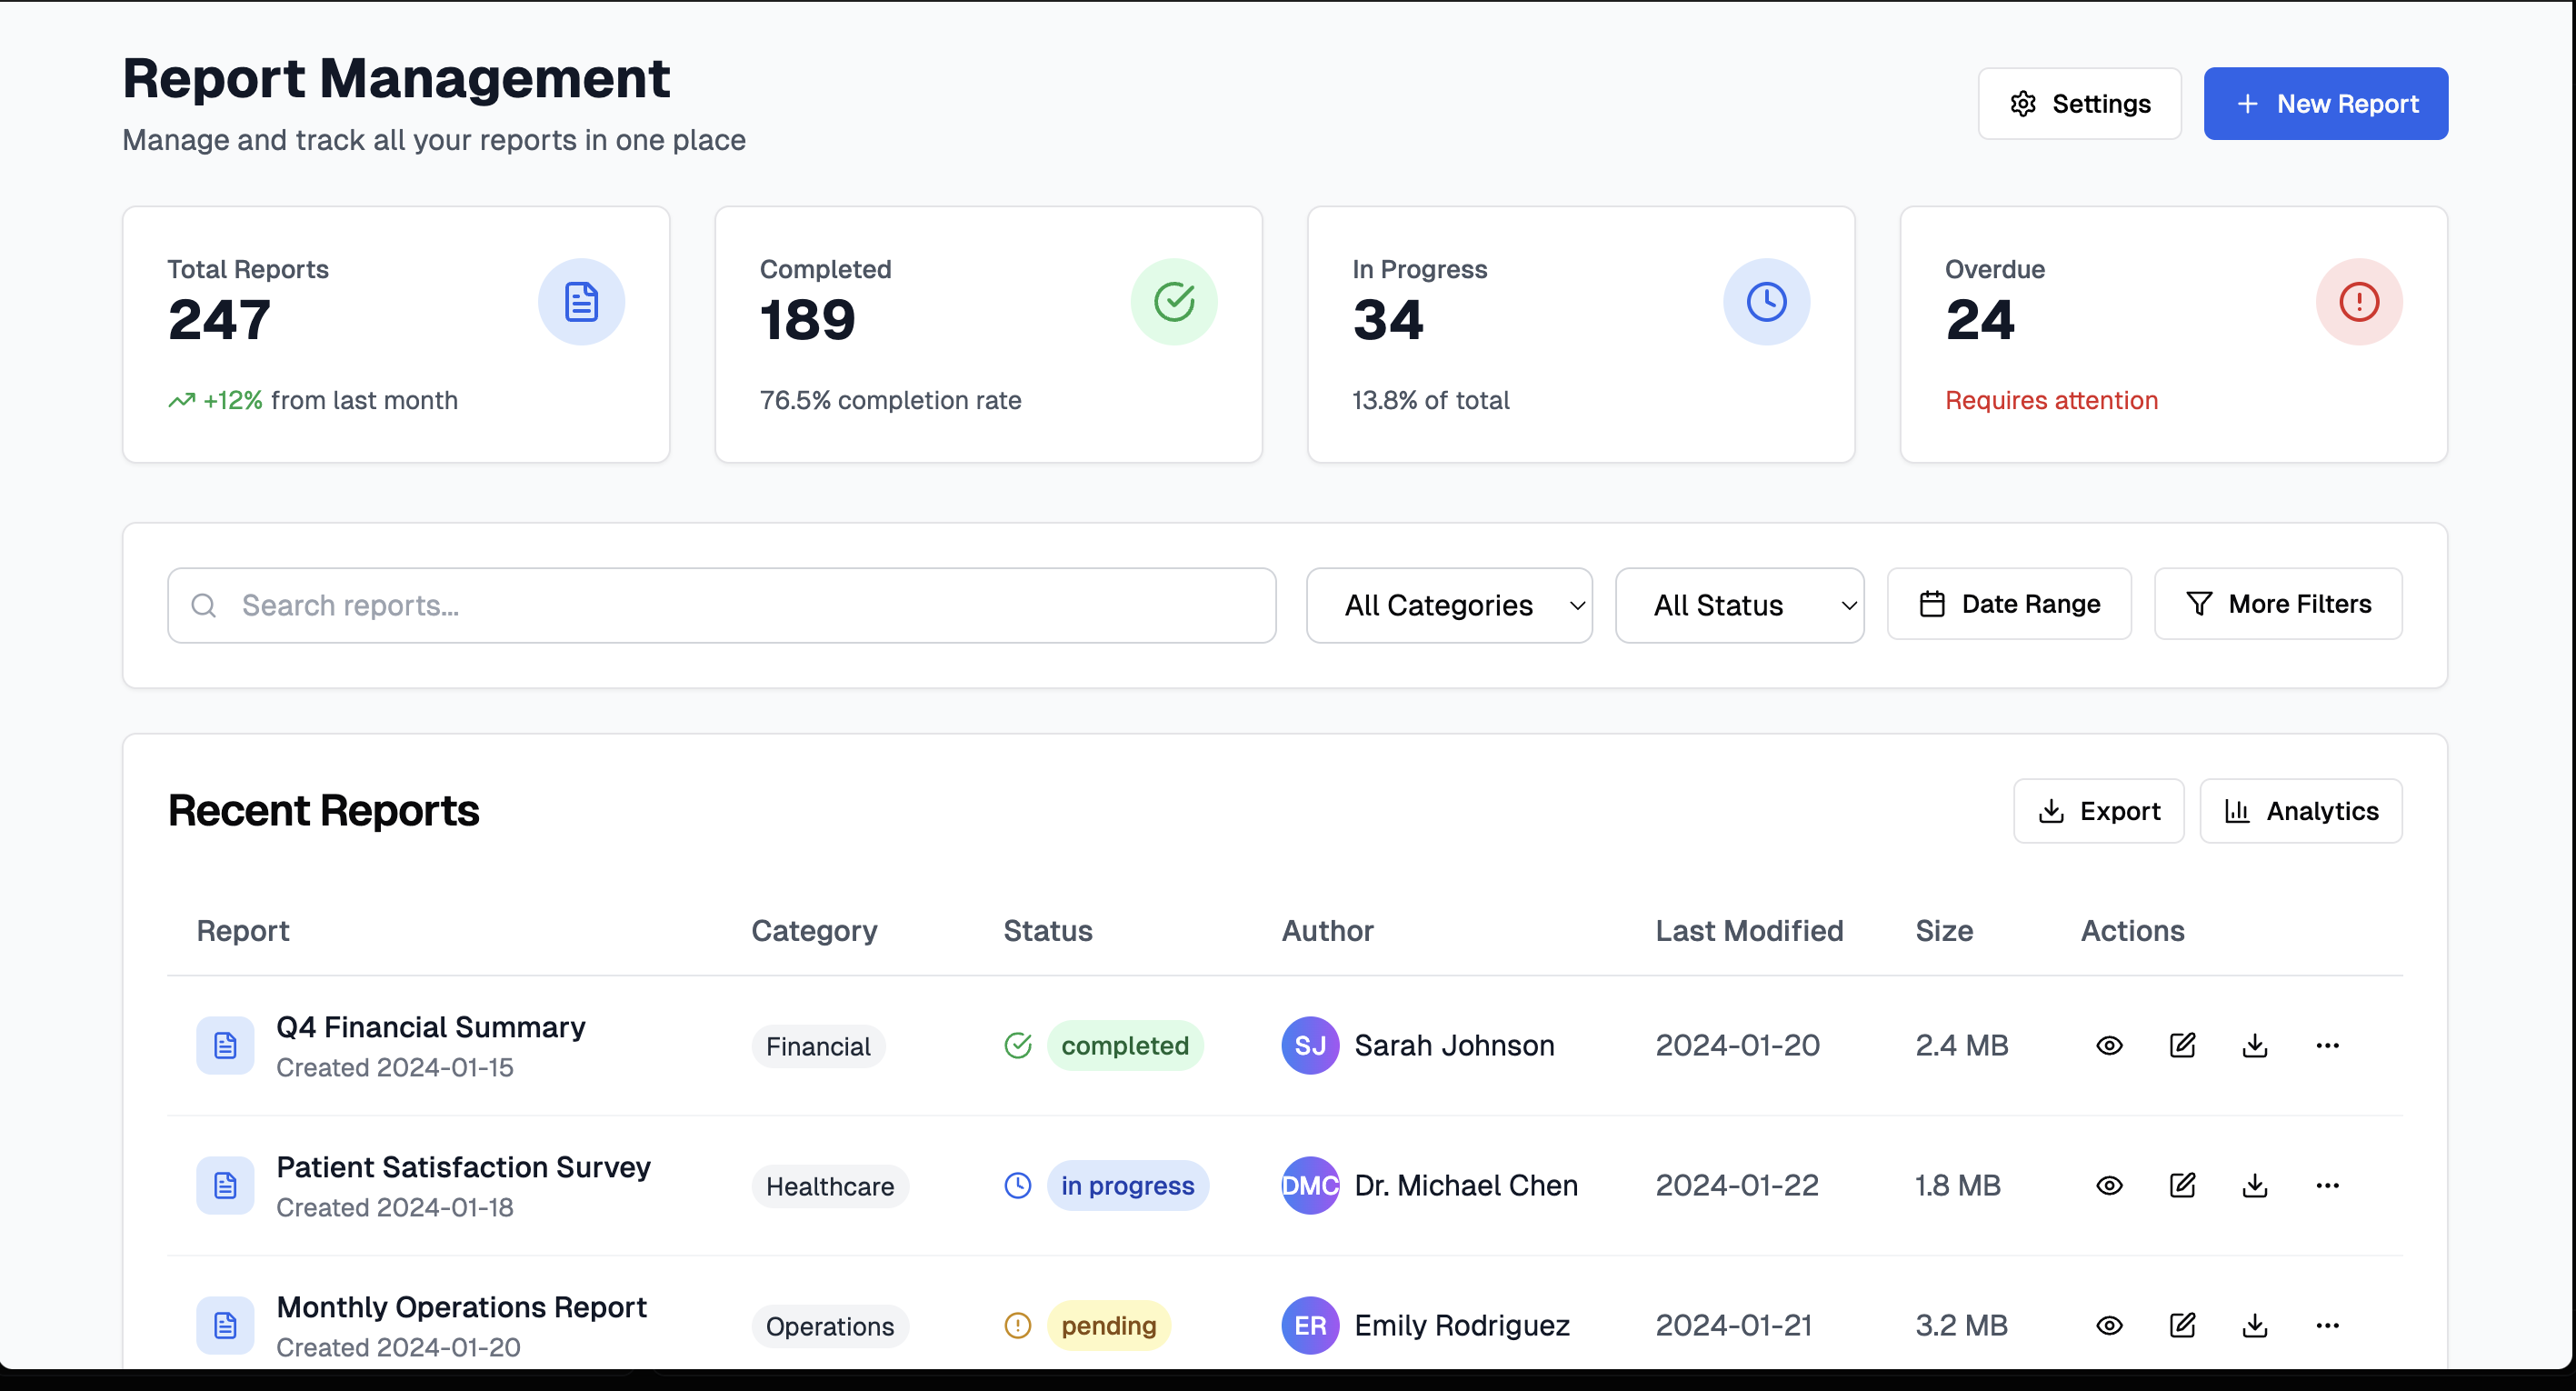 Report Management
Manage and track all your reports in one place
Settings
New Report
Total Reports
247
+12% from last month
Completed
189
76.5% completion rate
In Progress
34
13.8% of total
Overdue
24
Requires attention
Search reports...
All Categories
All Status
Date Range
More Filters
Recent Reports
Export
Analytics
Report Category Status Author Last Modified Size Actions
Q4 Financial Summary
Created 2024-01-15
Financial
completed
SJ Sarah Johnson
2024-01-20
2.4 MB
Patient Satisfaction Survey
Created 2024-01-18
Healthcare
in progress
DMC Dr. Michael Chen
2024-01-22
1.8 MB
Monthly Operations Report
Created 2024-01-20
Operations
pending
ER Emily Rodriguez
2024-01-21
3.2 MB